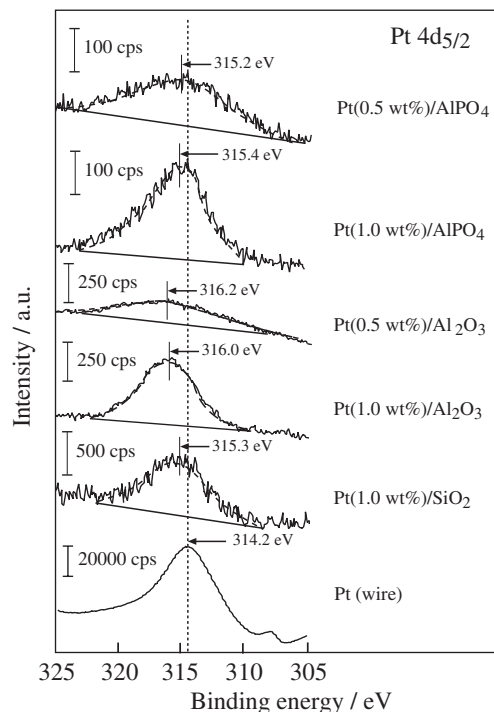 Pt 4d5/2
100 cps
315.2 eV
Pt(0.5 wt%)/AlPO4
100 cps
315.4 eV
Pt(1.0 wt%)/AlPO4
250 cps
316.2 eV
Pt(0.5 wt%)/Al2O3
250 cps
316.0 eV
Pt(1.0 wt%)/Al2O3
500 cps
315.3 eV
Pt(1.0 wt%)/SiO2
20000 cps
314.2 eV
Pt (wire)
Intensity / a.u.
325 320 315 310 305
Binding energy / eV